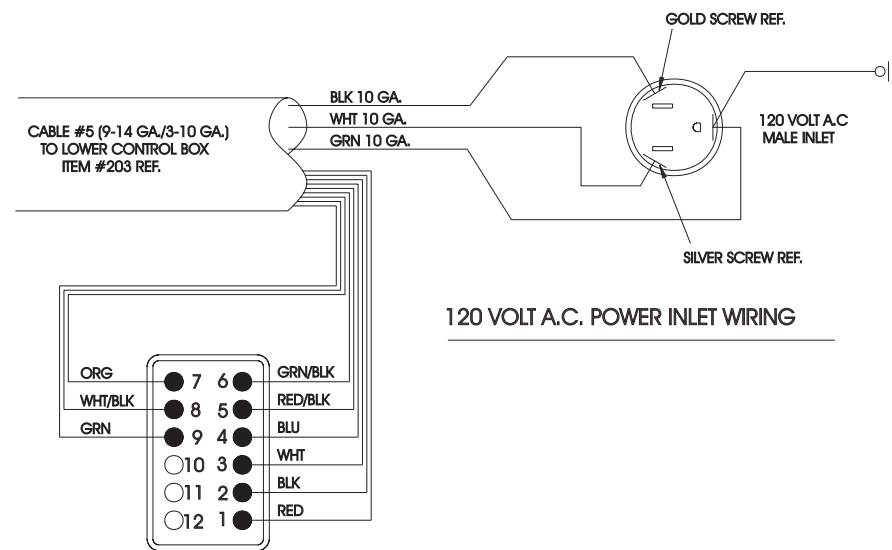 GOLD SCREW REF.
BLK 10 GA.
WHT 10 GA.
GRN 10 GA.
120 VOLT A.C
MALE INLET
CABLE #5 (9-14 GA./3-10 GA.)
TO LOWER CONTROL BOX
ITEM #203 REF.
SILVER SCREW REF.
120 VOLT A.C. POWER INLET WIRING
ORG 7 6 GRN/BLK
WHT/BLK 8 5 RED/BLK
GRN 9 4 BLU
10 3 WHT
11 2 BLK
12 1 RED